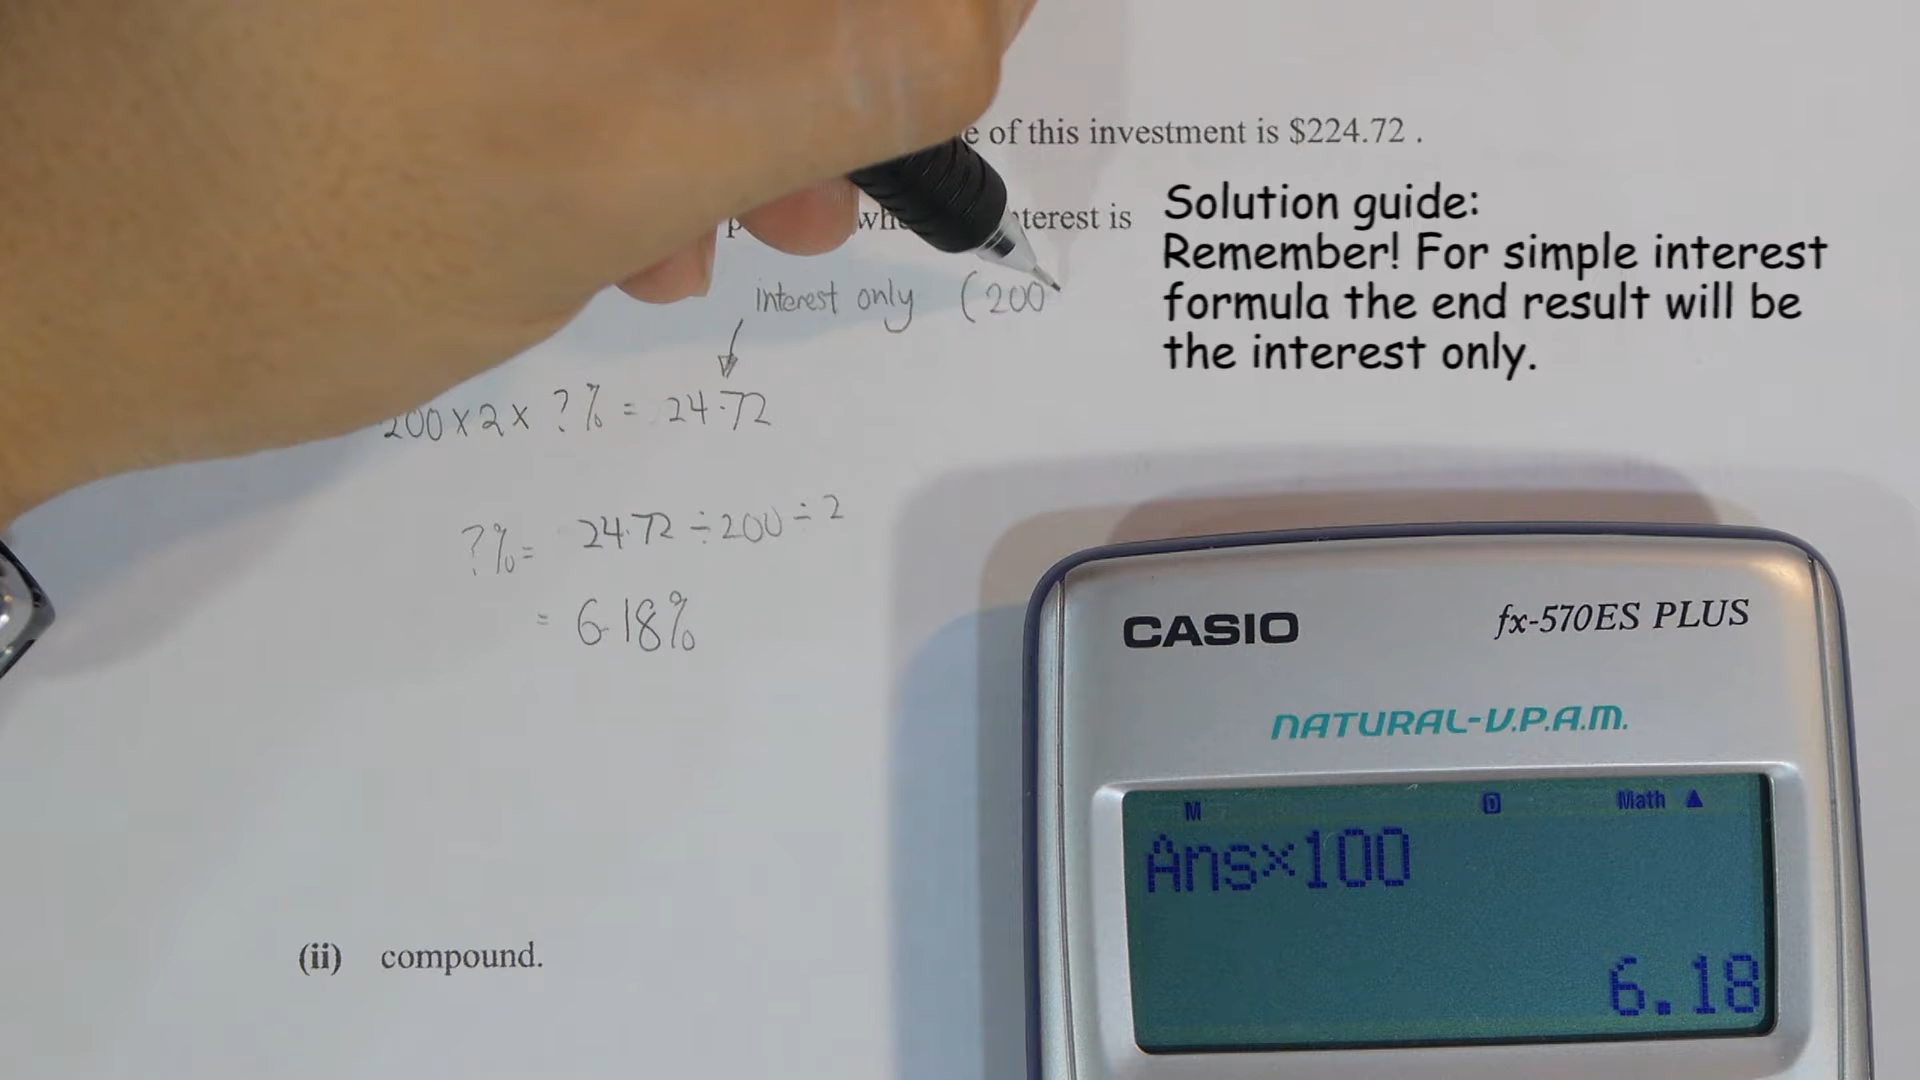 of this investment is $224.72 .
interest is
Solution guide:
Remember! For simple interest
formula the end result will be
the interest only.
interest only (200
200 x 2 x ?% = 24.72
?% = 24.72 ÷ 200 ÷ 2
= 6.18%
CASIO fx-570ES PLUS
NATURAL-V.P.A.M.
M D Math ▲
Ans×100
6.18
(ii) compound.